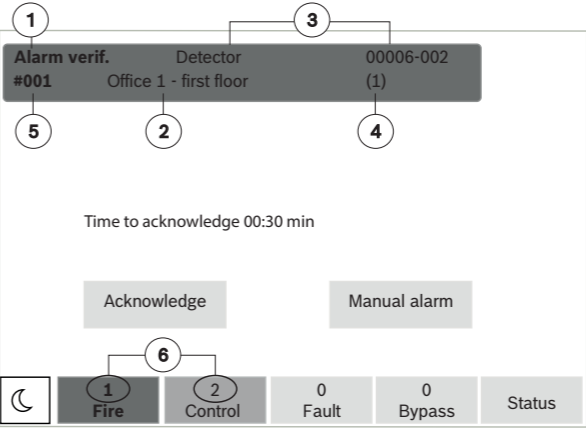 1 3
Alarm verif. Detector 00006-002
#001 Office 1 - first floor (1)
5 2 4
Time to acknowledge 00:30 min
Acknowledge Manual alarm
6
1 2 0 0
Fire Control Fault Bypass Status